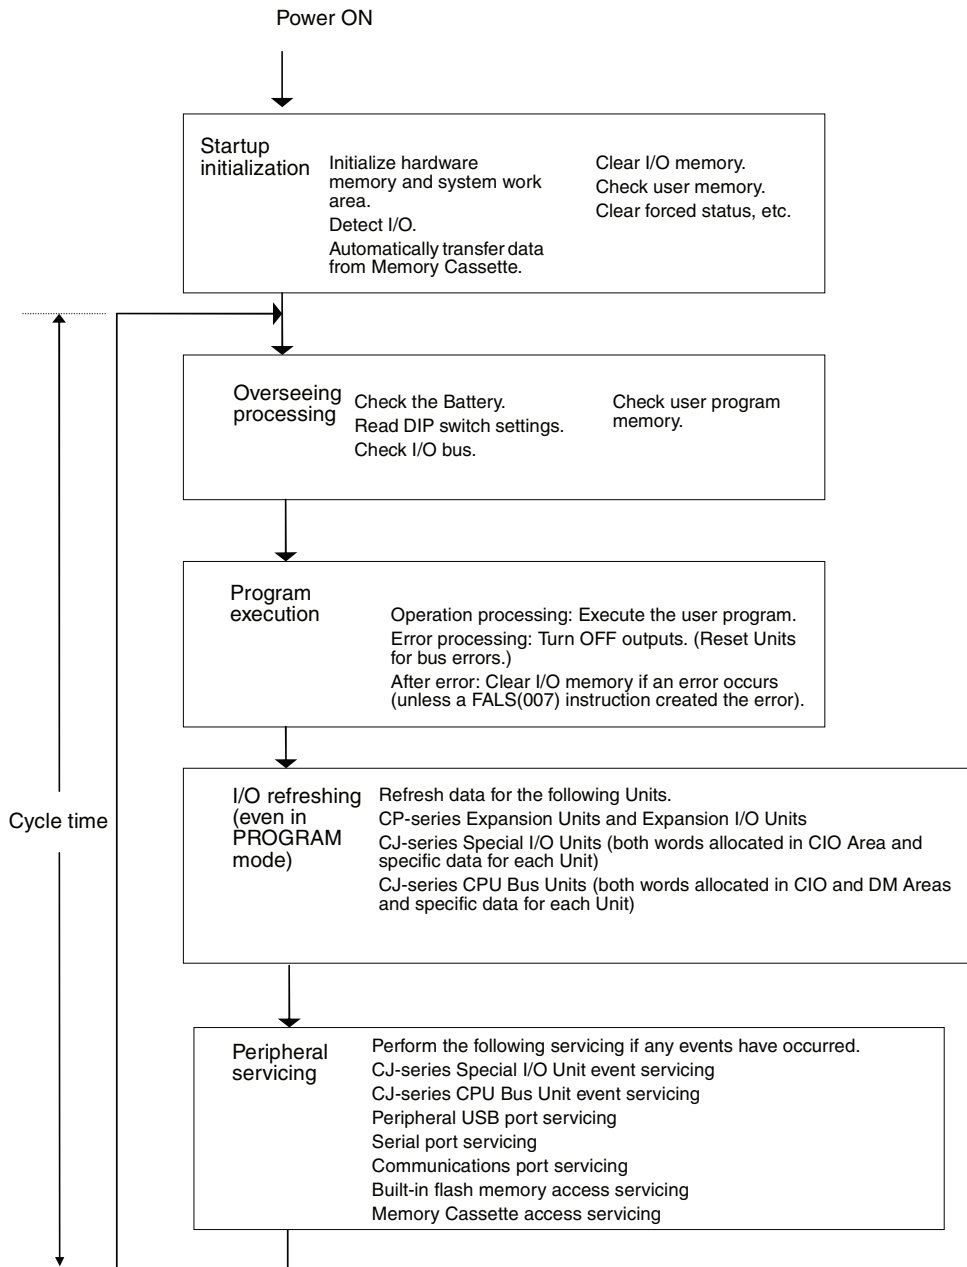 Power ON
Startup
initialization
Initialize hardware
memory and system work
area.
Detect I/O.
Automatically transfer data
from Memory Cassette.
Clear I/O memory.
Check user memory.
Clear forced status, etc.
Overseeing
processing
Check the Battery.
Read DIP switch settings.
Check I/O bus.
Check user program
memory.
Program
execution
Operation processing: Execute the user program.
Error processing: Turn OFF outputs. (Reset Units
for bus errors.)
After error: Clear I/O memory if an error occurs
(unless a FALS(007) instruction created the error).
Cycle time
I/O refreshing
(even in
PROGRAM
mode)
Refresh data for the following Units.
CP-series Expansion Units and Expansion I/O Units
CJ-series Special I/O Units (both words allocated in CIO Area and
specific data for each Unit)
CJ-series CPU Bus Units (both words allocated in CIO and DM Areas
and specific data for each Unit)
Peripheral
servicing
Perform the following servicing if any events have occurred.
CJ-series Special I/O Unit event servicing
CJ-series CPU Bus Unit event servicing
Peripheral USB port servicing
Serial port servicing
Communications port servicing
Built-in flash memory access servicing
Memory Cassette access servicing